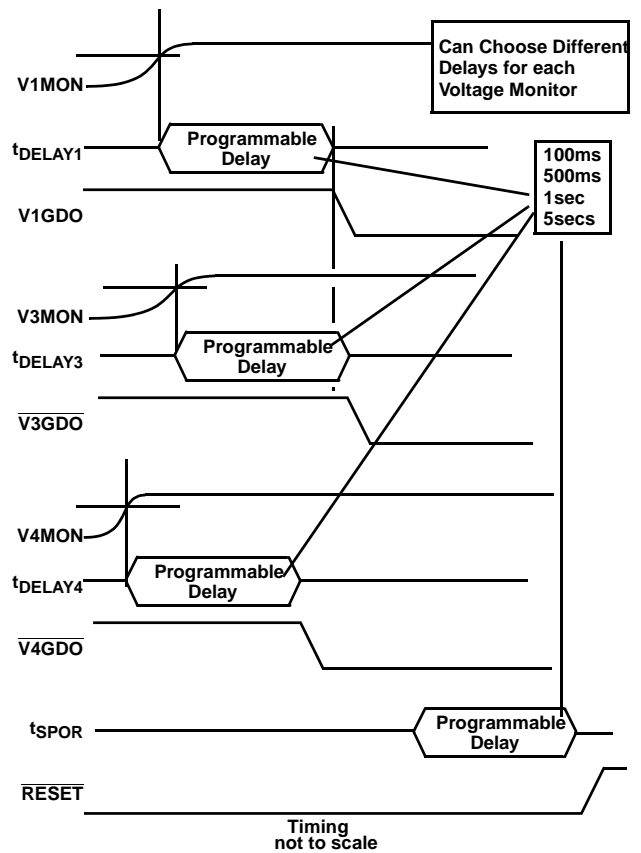 Can Choose Different
Delays for each
Voltage Monitor
V1MON
tDELAY1
Programmable
Delay
100ms
500ms
1sec
5secs
V1GDO
V3MON
tDELAY3
Programmable
Delay
V3GDO
V4MON
tDELAY4
Programmable
Delay
V4GDO
tSPOR
Programmable
Delay
RESET
Timing
not to scale